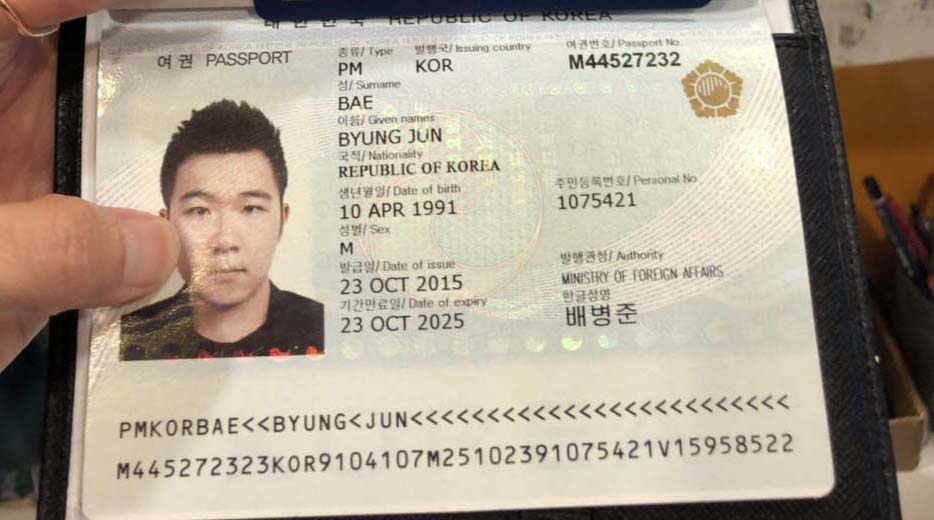 대 한 민 국 REPUBLIC OF KOREA
여 권 PASSPORT
종류/ Type 발행국/ Issuing country 여권번호/ Passport No
PM KOR M44527232
성/ Surname
BAE
이름/ Given names
BYUNG JUN
국적/ Nationality
REPUBLIC OF KOREA
생년월일/ Date of birth 주민등록번호/ Personal No
10 APR 1991 1075421
성별/ Sex
M
발급일/ Date of issue 발행관청/ Authority
23 OCT 2015 MINISTRY OF FOREIGN AFFAIRS
기간만료일/ Date of expiry 한글성명
23 OCT 2025 배병준
PMKORBAE<<BYUNG<JUN<<<<<<<<<<<<<<<<<<<<<<<<<
M445272323KOR9104107M25102391075421V15958522